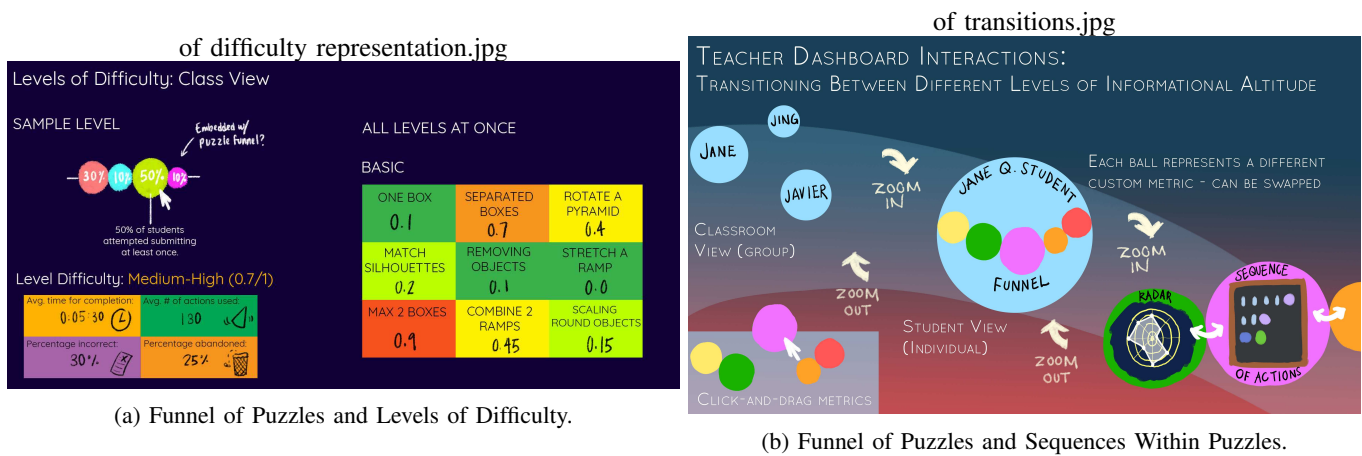 of difficulty representation.jpg
Levels of Difficulty: Class View
SAMPLE LEVEL
Embedded w/
puzzle funnel?
30% 10% 50% 10%
50% of students
attempted submitting
at least once.
Level Difficulty: Medium-High (0.7/1)
Avg. time for completion:
0:05:30
Avg. # of actions used:
130
Percentage incorrect:
30%
Percentage abandoned:
25%
ALL LEVELS AT ONCE
BASIC
ONE BOX
0.1
SEPARATED
BOXES
0.7
ROTATE A
PYRAMID
0.4
MATCH
SILHOUETTES
0.2
REMOVING
OBJECTS
0.1
STRETCH A
RAMP
0.0
MAX 2 BOXES
0.9
COMBINE 2
RAMPS
0.45
SCALING
ROUND OBJECTS
0.15
(a) Funnel of Puzzles and Levels of Difficulty.
of transitions.jpg
TEACHER DASHBOARD INTERACTIONS:
TRANSITIONING BETWEEN DIFFERENT LEVELS OF INFORMATIONAL ALTITUDE
JANE
JING
JAVIER
CLASSROOM
VIEW (GROUP)
ZOOM
IN
ZOOM
OUT
JANE Q. STUDENT
FUNNEL
STUDENT VIEW
(INDIVIDUAL)
EACH BALL REPRESENTS A DIFFERENT
CUSTOM METRIC - CAN BE SWAPPED
ZOOM
IN
ZOOM
OUT
RADAR
SEQUENCE
OF ACTIONS
CLICK-AND-DRAG METRICS
(b) Funnel of Puzzles and Sequences Within Puzzles.